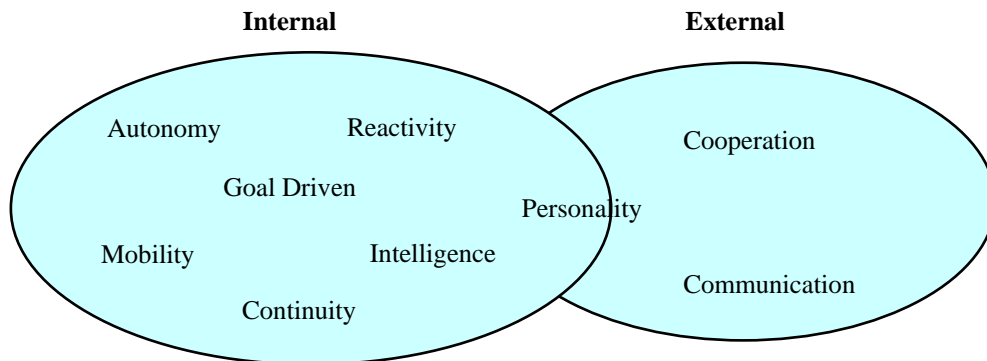 Internal
External
Autonomy
Reactivity
Cooperation
Goal Driven
Personality
Mobility
Intelligence
Communication
Continuity